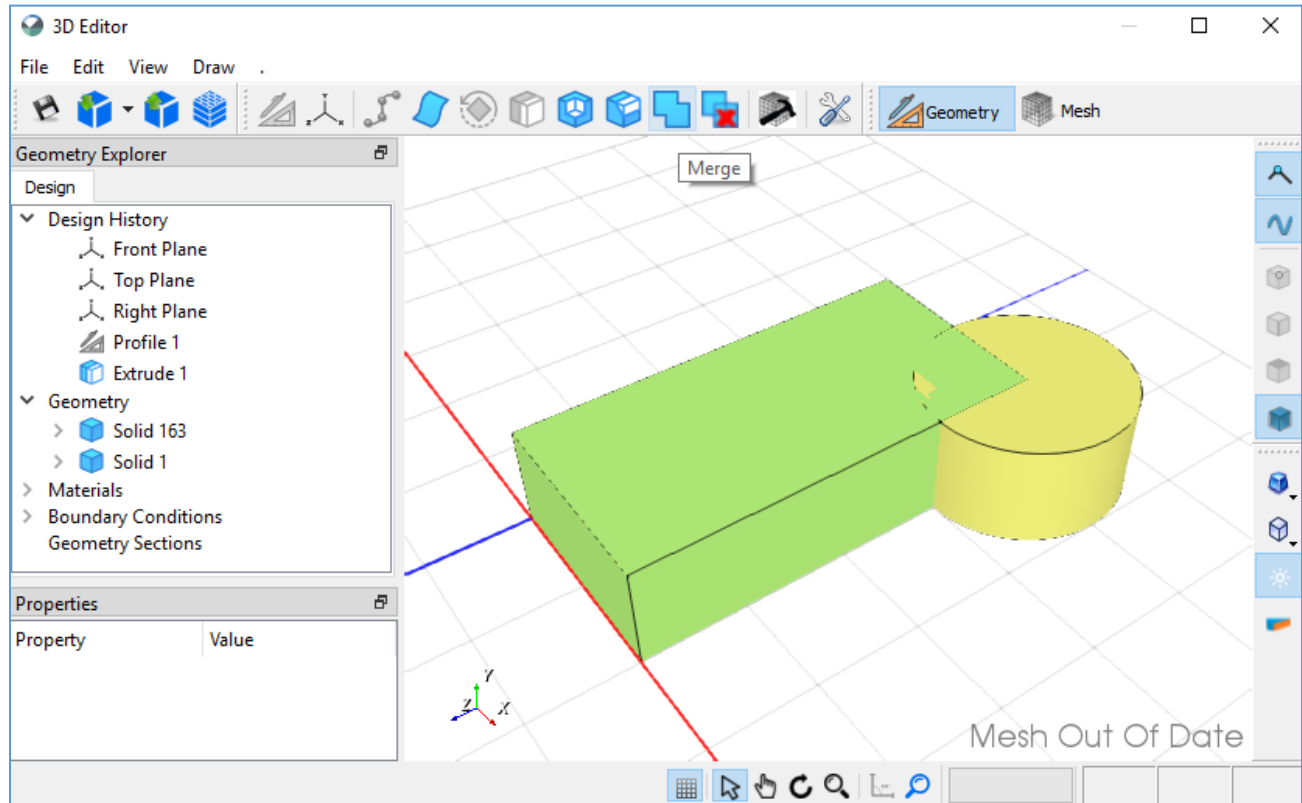 3D Editor
File Edit View Draw .
Geometry Mesh
Geometry Explorer
Merge
Design
Design History
Front Plane
Top Plane
Right Plane
Profile 1
Extrude 1
Geometry
Solid 163
Solid 1
Materials
Boundary Conditions
Geometry Sections
Properties
Property Value
Y
Z X
Mesh Out Of Date